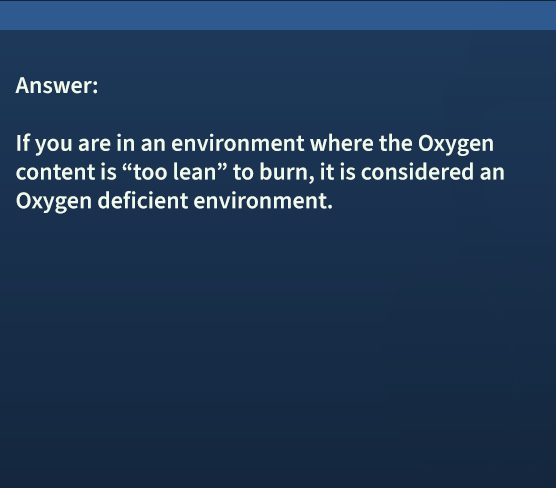 Answer:
If you are in an environment where the Oxygen
content is “too lean” to burn, it is considered an
Oxygen deficient environment.